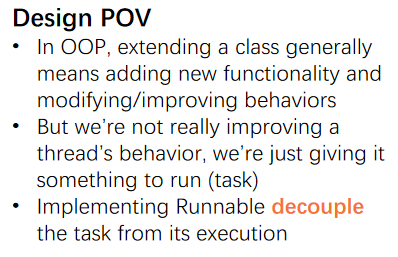 Design POV
• In OOP, extending a class generally
means adding new functionality and
modifying/improving behaviors
• But we're not really improving a
thread's behavior, we're just giving it
something to run (task)
• Implementing Runnable decouple
the task from its execution